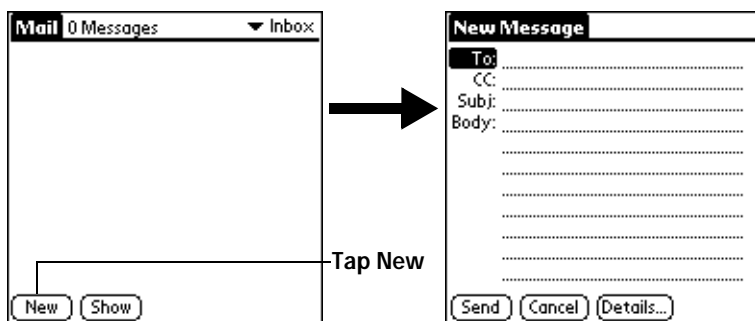 Mail 0 Messages Inbox
New Show
Tap New
New Message
To:
CC:
Subj:
Body:
Send Cancel Details...